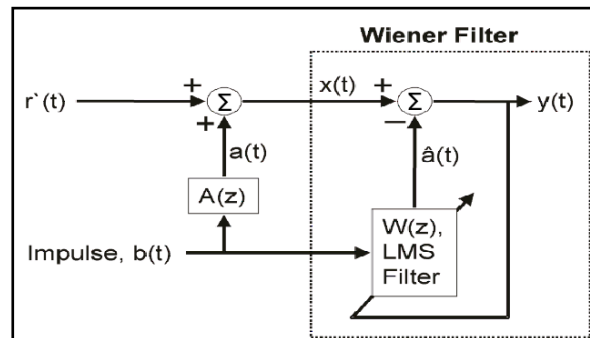 Wiener Filter
r`(t)
+
+
Σ
x(t)
+
−
Σ
y(t)
a(t)
â(t)
A(z)
Impulse, b(t)
W(z),
LMS
Filter